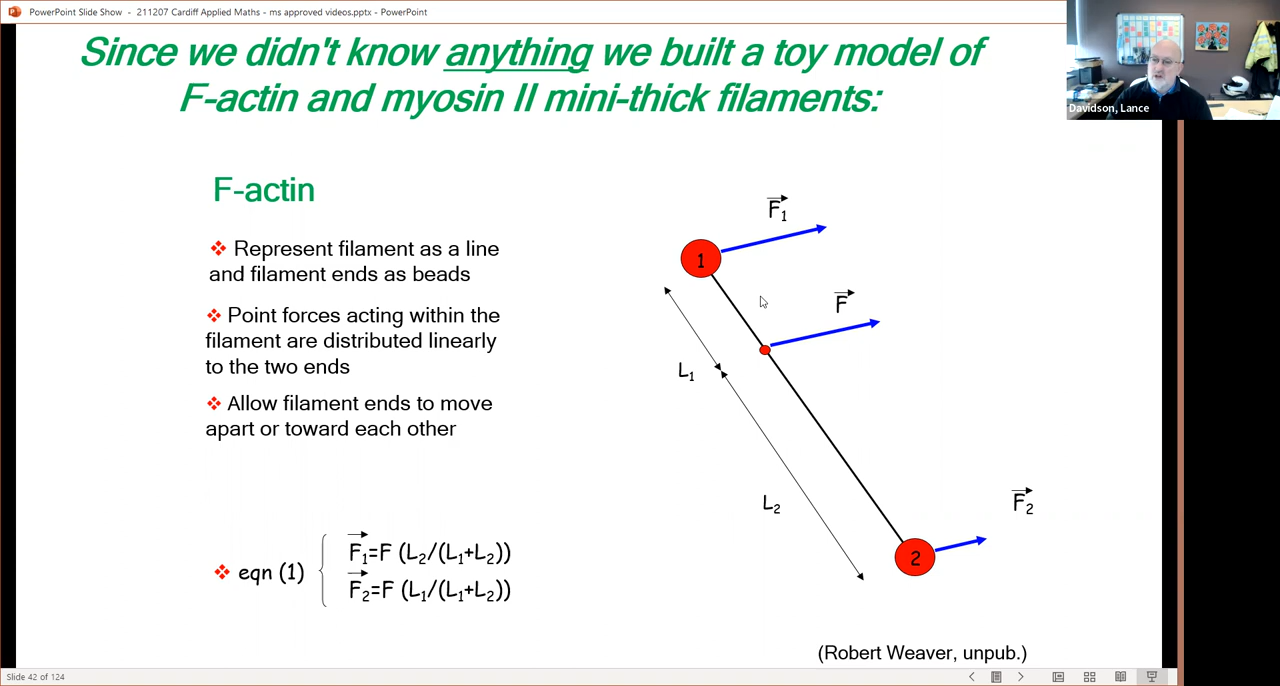 PowerPoint Slide Show - 211207 Cardiff Applied Maths - ms approved videos.pptx - PowerPoint
Davidson, Lance
Since we didn't know anything we built a toy model of
F-actin and myosin II mini-thick filaments:
F-actin
❖ Represent filament as a line
and filament ends as beads
❖ Point forces acting within the
filament are distributed linearly
to the two ends
❖ Allow filament ends to move
apart or toward each other
❖ eqn (1)
F₁=F (L₂/(L₁+L₂))
F₂=F (L₁/(L₁+L₂))
F₁
1
F
L₁
L₂
F₂
2
(Robert Weaver, unpub.)
Slide 42 of 124